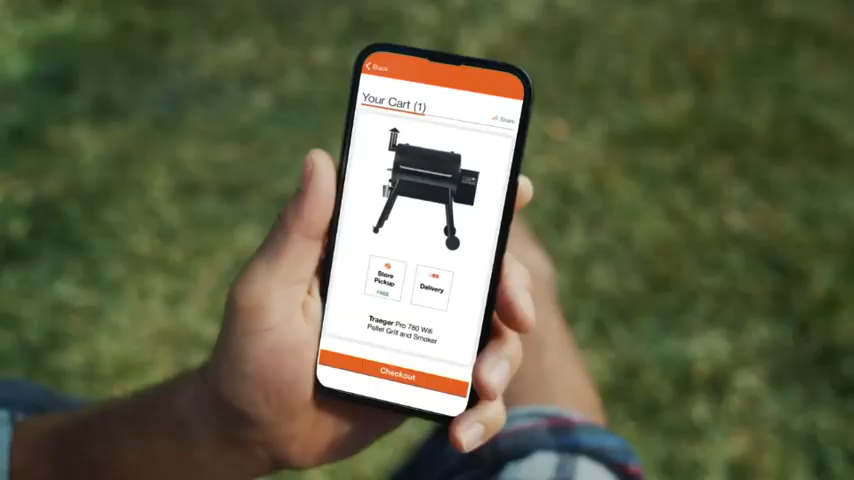 Back
Your Cart (1)
Share
Store
Pickup
FREE
Delivery
Traeger Pro 780 Wifi
Pellet Grill and Smoker
Checkout